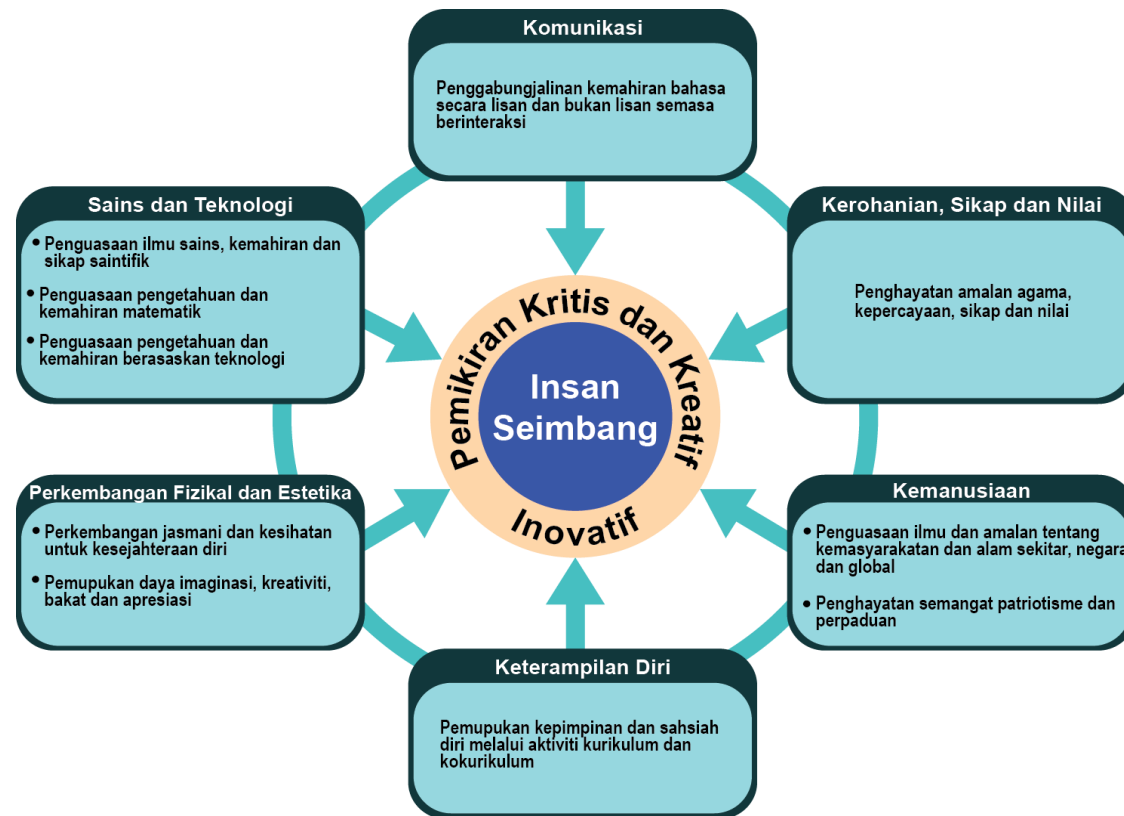 Komunikasi
Penggabungjalinan kemahiran bahasa
secara lisan dan bukan lisan semasa
berinteraksi
Sains dan Teknologi
• Penguasaan ilmu sains, kemahiran dan
sikap saintifik
• Penguasaan pengetahuan dan
kemahiran matematik
• Penguasaan pengetahuan dan
kemahiran berasaskan teknologi
Kerohanian, Sikap dan Nilai
Penghayatan amalan agama,
kepercayaan, sikap dan nilai
Pemikiran Kritis dan Kreatif
Insan
Seimbang
Inovatif
Perkembangan Fizikal dan Estetika
• Perkembangan jasmani dan kesihatan
untuk kesejahteraan diri
• Pemupukan daya imaginasi, kreativiti,
bakat dan apresiasi
Kemanusiaan
• Penguasaan ilmu dan amalan tentang
kemasyarakatan dan alam sekitar, negara
dan global
• Penghayatan semangat patriotisme dan
perpaduan
Keterampilan Diri
Pemupukan kepimpinan dan sahsiah
diri melalui aktiviti kurikulum dan
kokurikulum